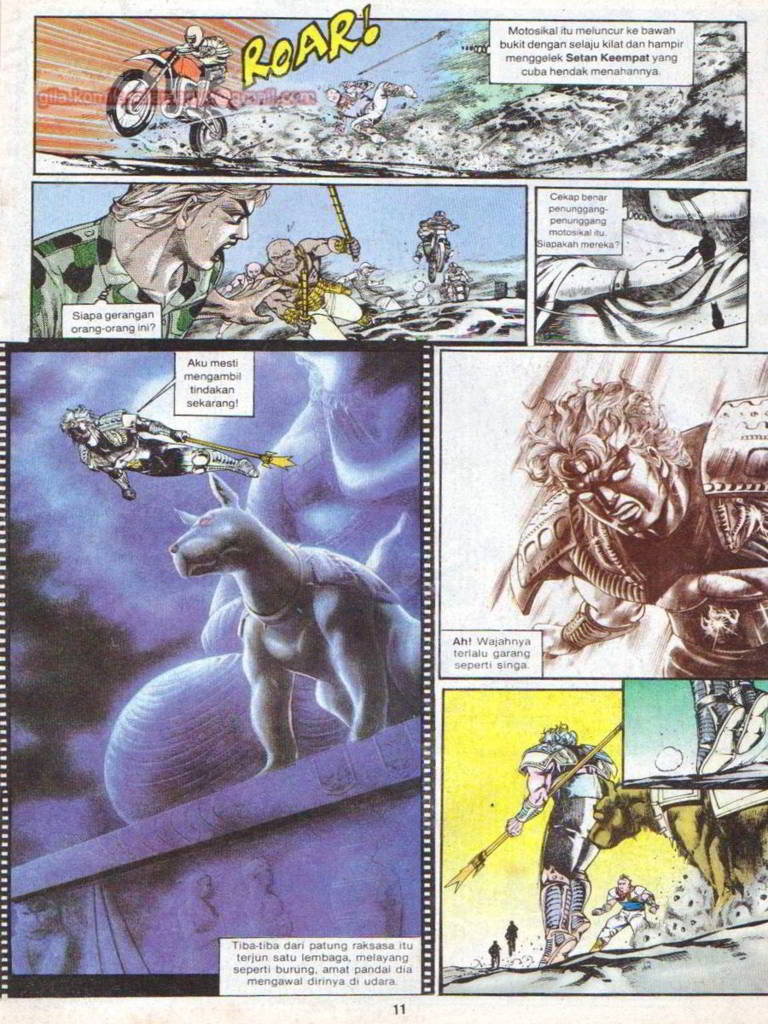 ROAR!
Motosikal itu meluncur ke bawah
bukit dengan selaju kilat dan hampir
menggelek Setan Keempat yang
cuba hendak menahannya.
Siapa gerangan
orang-orang ini?
Cekap benar
penunggang-
penunggang
motosikal itu.
Siapakah mereka?
Aku mesti
mengambil
tindakan
sekarang!
Ah! Wajahnya
terlalu garang
seperti singa.
Tiba-tiba dari patung raksasa itu
terjun satu lembaga, melayang
seperti burung, amat pandai dia
mengawal dirinya di udara.
11